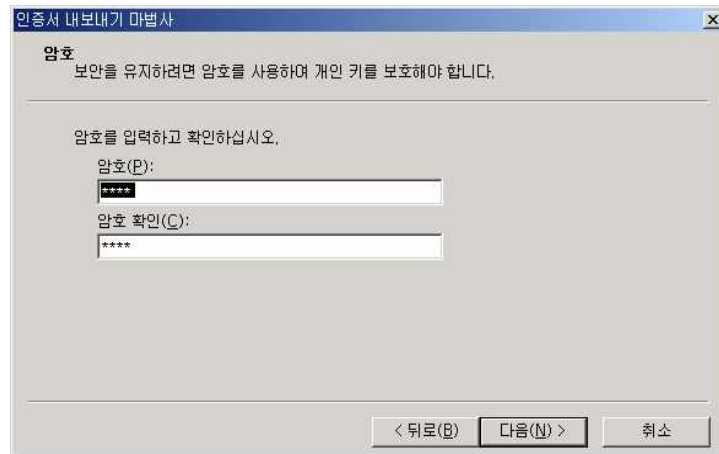 인증서 내보내기 마법사
암호
보안을 유지하려면 암호를 사용하여 개인 키를 보호해야 합니다.
암호를 입력하고 확인하십시오.
암호(P):
****
암호 확인(C):
****
< 뒤로(B)
다음(N) >
취소